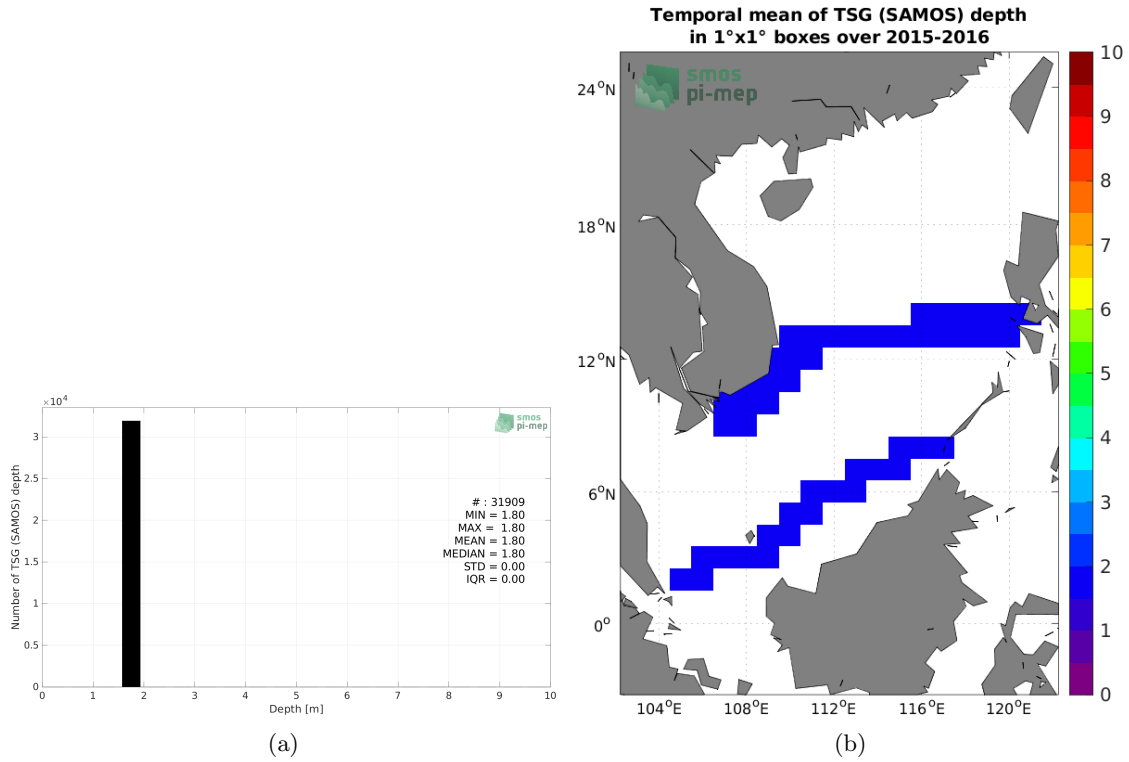 Temporal mean of TSG (SAMOS) depth
in 1°x1° boxes over 2015-2016
smos
pi-mep
24°N
18°N
12°N
6°N
0°
104°E
108°E
112°E
116°E
120°E
10
9
8
7
6
5
4
3
2
1
0
×10⁴
smos
pi-mep
3
2.5
2
1.5
1
0.5
0
Number of TSG (SAMOS) depth
# : 31909
MIN = 1.80
MAX = 1.80
MEAN = 1.80
MEDIAN = 1.80
STD = 0.00
IQR = 0.00
0 1 2 3 4 5 6 7 8 9 10
Depth [m]
(a)
(b)